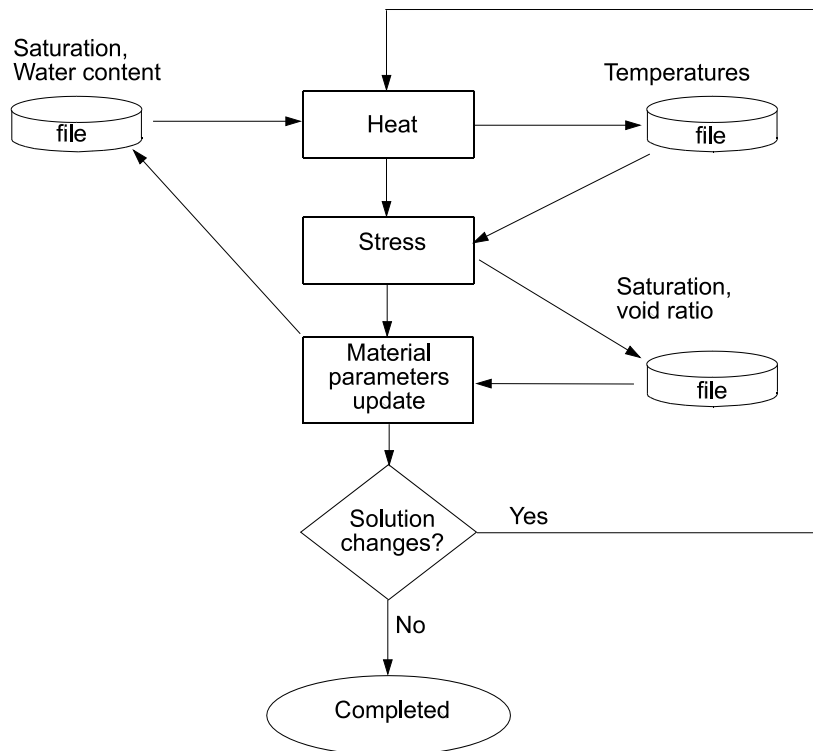 Saturation,
Water content
file
Heat
Temperatures
file
Stress
Saturation,
void ratio
file
Material
parameters
update
Solution
changes?
Yes
No
Completed